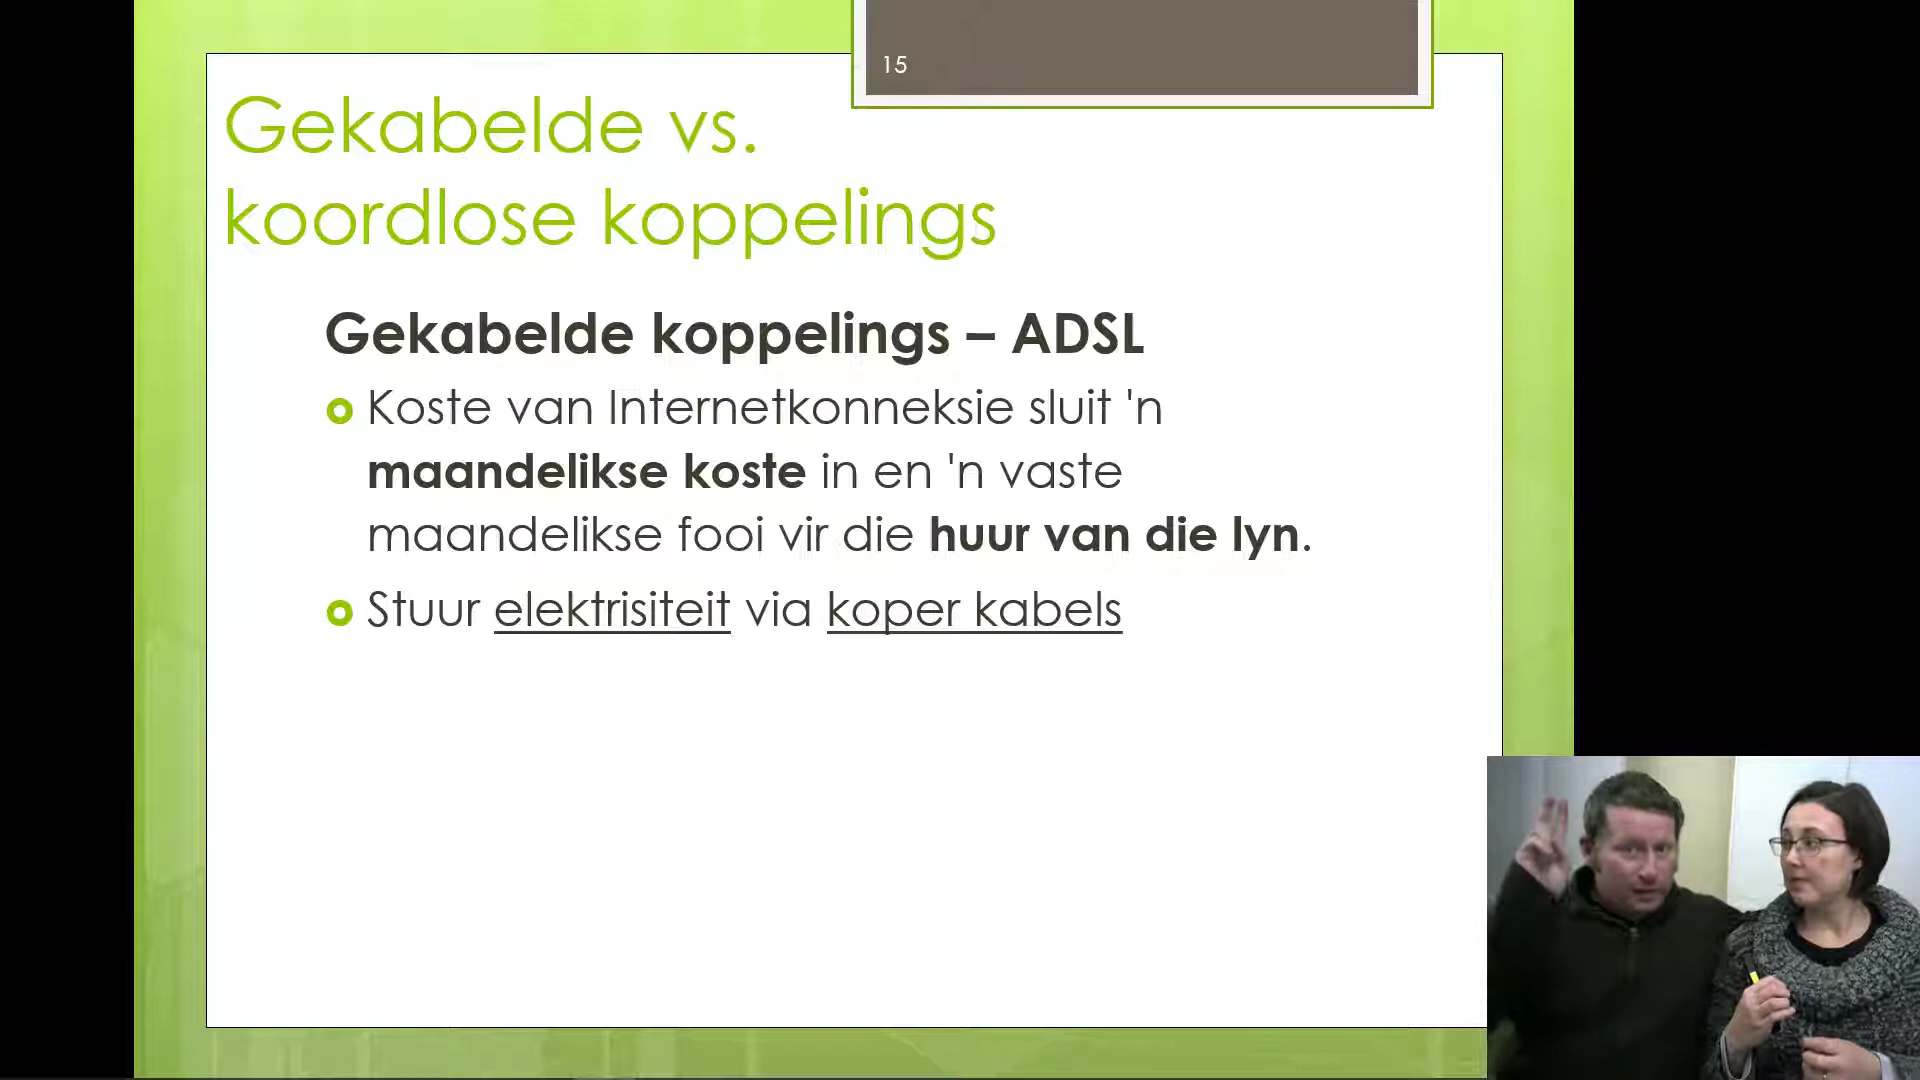 15
Gekabelde vs.
koordlose koppelings
Gekabelde koppelings – ADSL
Koste van Internetkonneksie sluit 'n
maandelikse koste in en 'n vaste
maandelikse fooi vir die huur van die lyn.
Stuur elektrisiteit via koper kabels